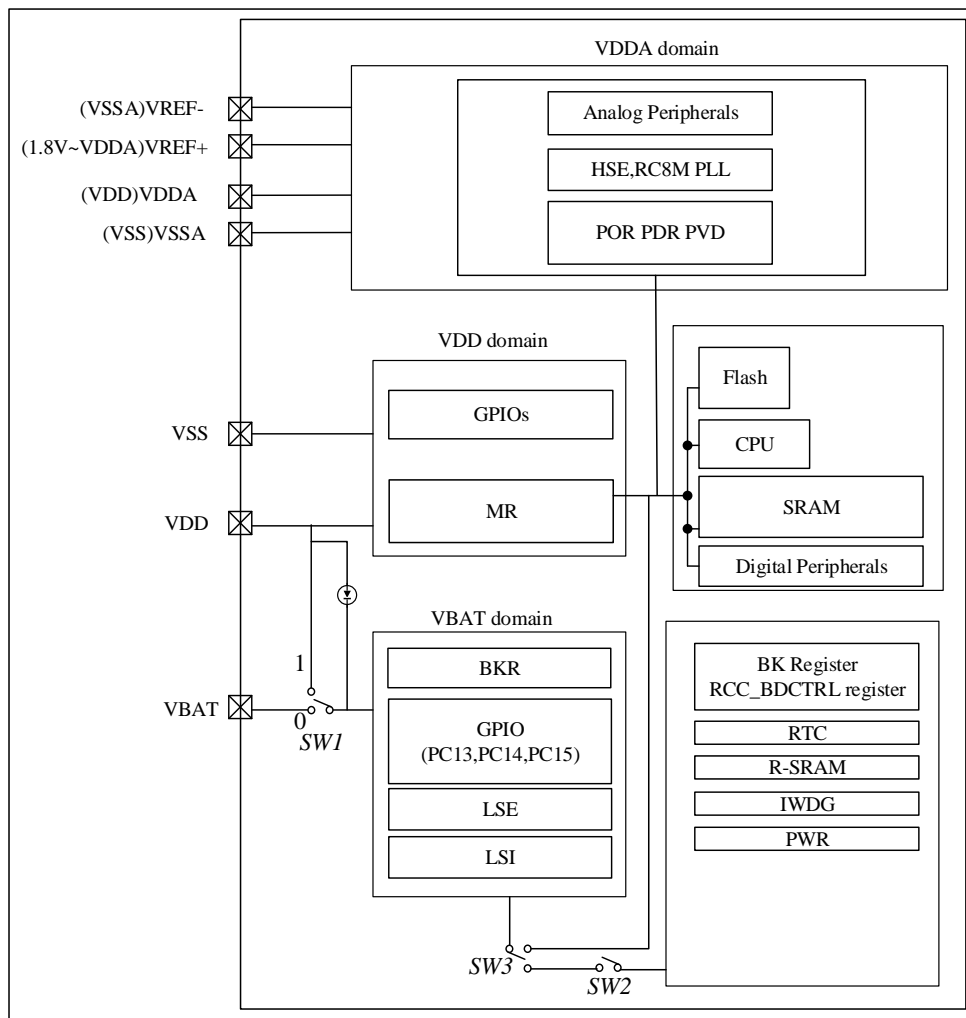 VDDA domain
(VSSA)VREF-
(1.8V~VDDA)VREF+
(VDD)VDDA
(VSS)VSSA
Analog Peripherals
HSE,RC8M PLL
POR PDR PVD
VDD domain
VSS
VDD
GPIOs
MR
Flash
CPU
SRAM
Digital Peripherals
VBAT domain
1
0
VBAT
SW1
BKR
GPIO
(PC13,PC14,PC15)
LSE
LSI
BK Register
RCC_BDCTRL register
RTC
R-SRAM
IWDG
PWR
SW3
SW2